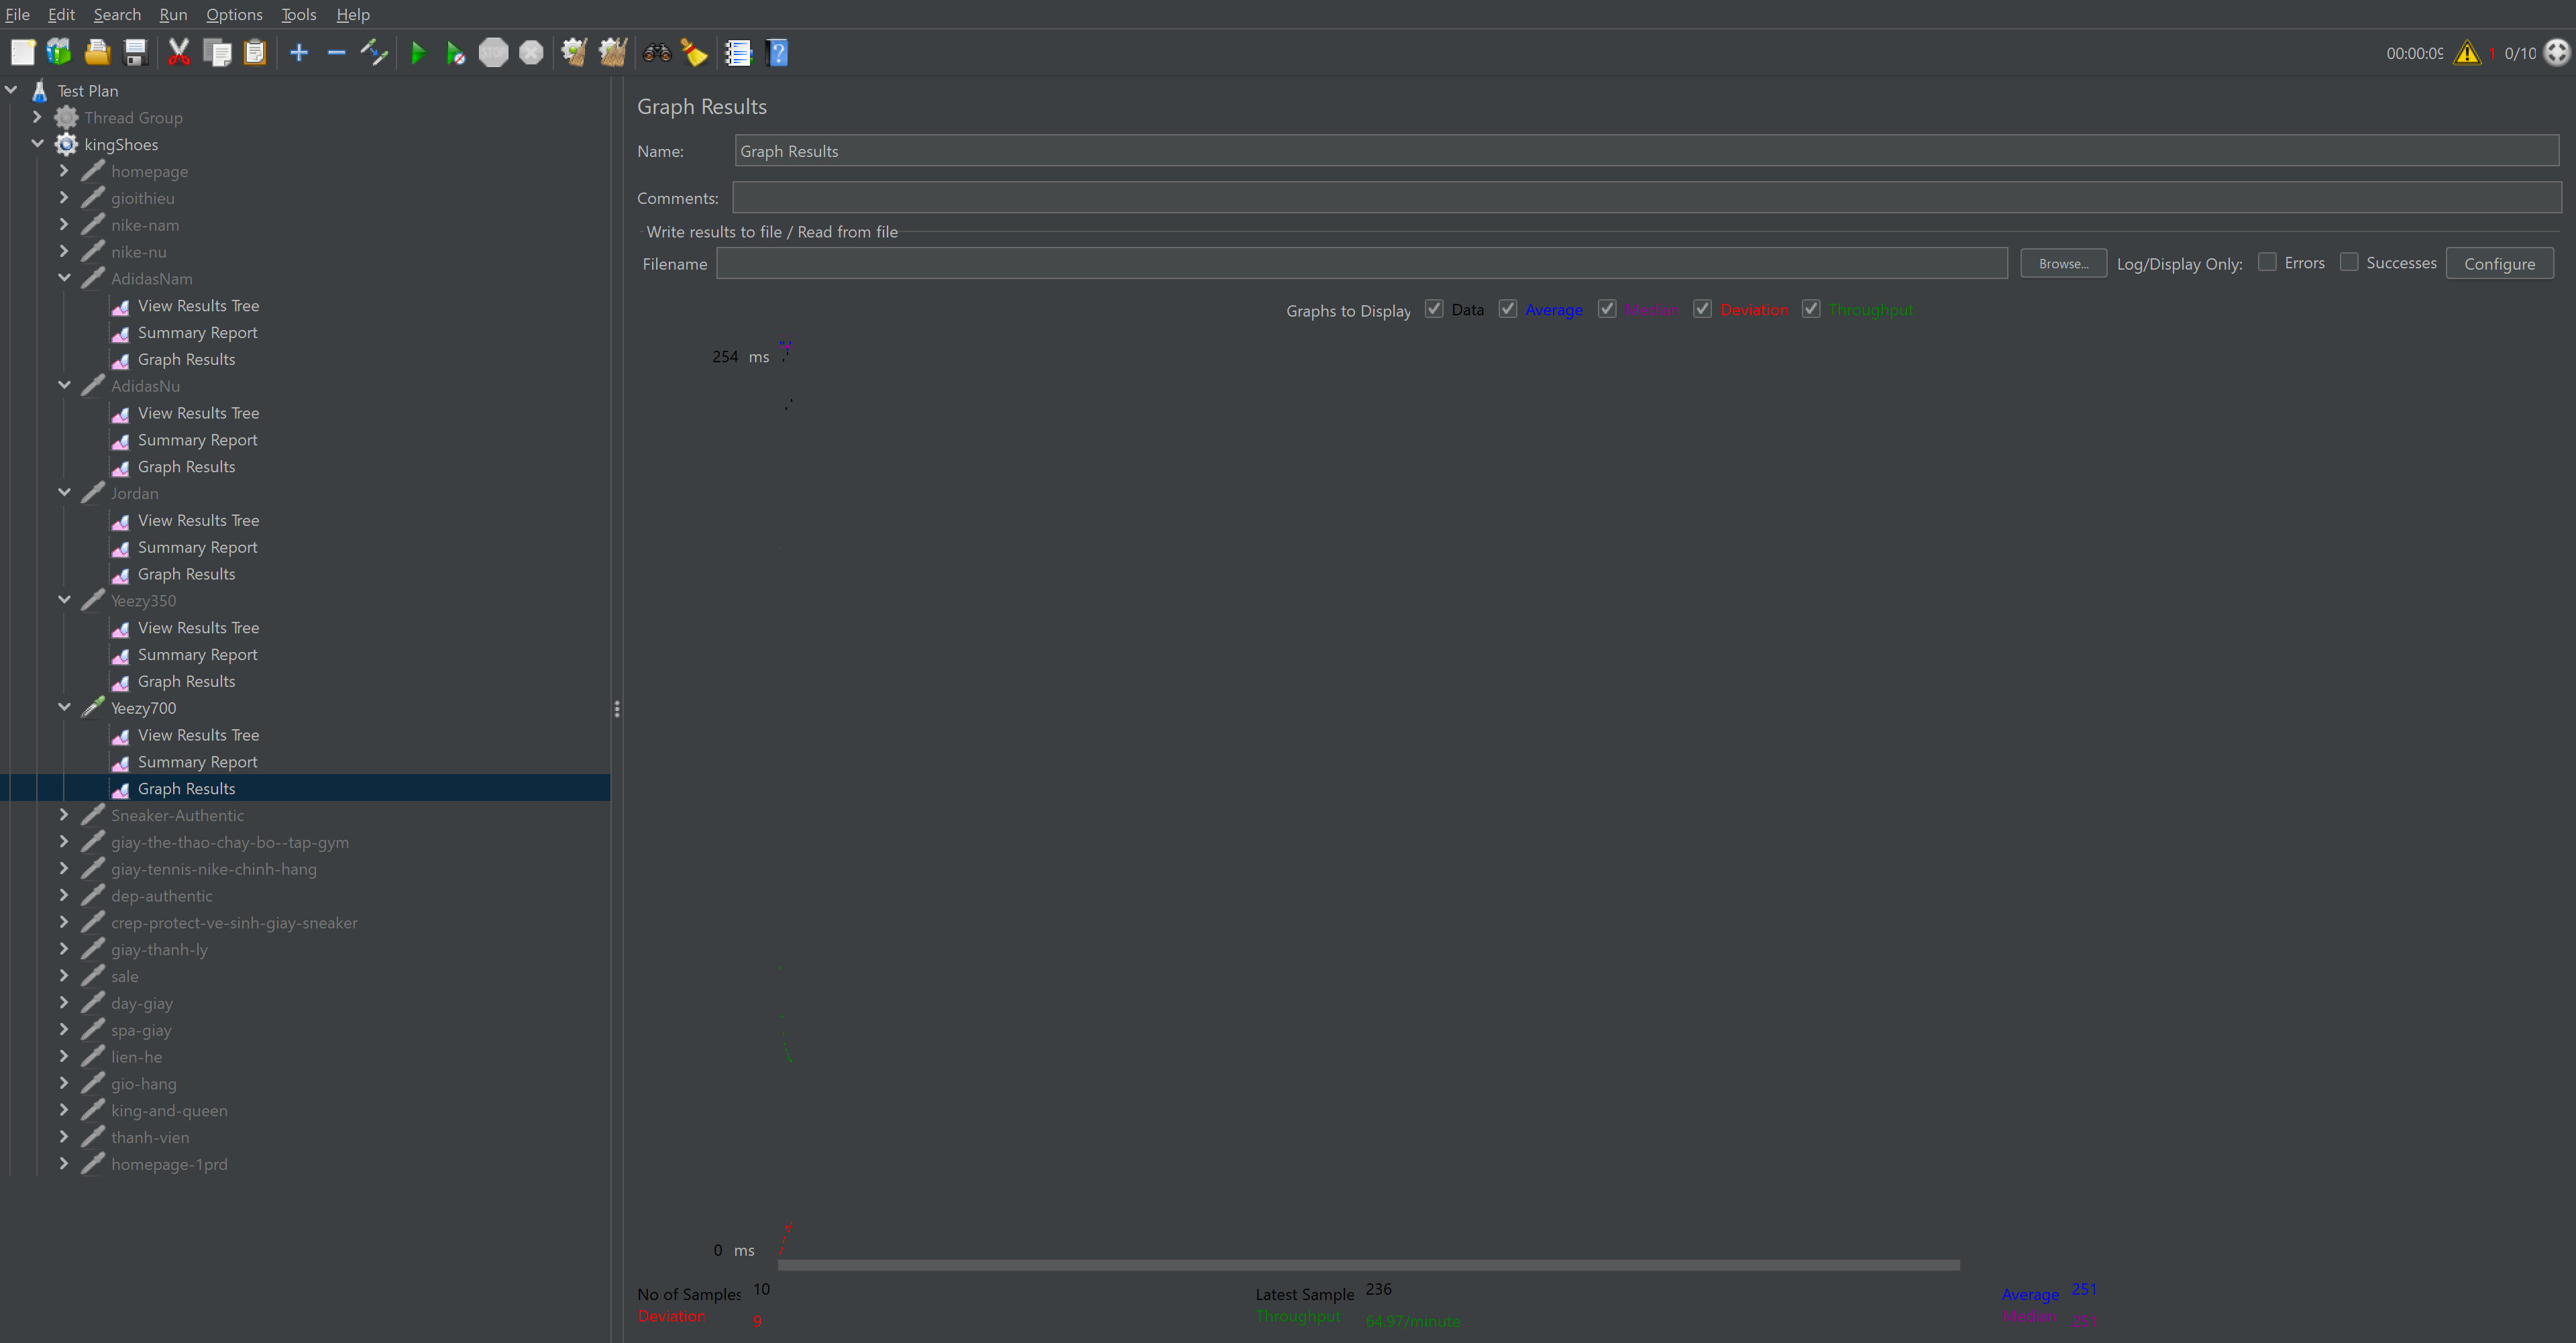 File Edit Search Run Options Tools Help
00:00:09 1 0/10
Test Plan
Thread Group
kingShoes
homepage
gioithieu
nike-nam
nike-nu
AdidasNam
View Results Tree
Summary Report
Graph Results
AdidasNu
View Results Tree
Summary Report
Graph Results
Jordan
View Results Tree
Summary Report
Graph Results
Yeezy350
View Results Tree
Summary Report
Graph Results
Yeezy700
View Results Tree
Summary Report
Graph Results
Sneaker-Authentic
giay-the-thao-chay-bo--tap-gym
giay-tennis-nike-chinh-hang
dep-authentic
crep-protect-ve-sinh-giay-sneaker
giay-thanh-ly
sale
day-giay
spa-giay
lien-he
gio-hang
king-and-queen
thanh-vien
homepage-1prd
Graph Results
Name: Graph Results
Comments:
Write results to file / Read from file
Filename Browse... Log/Display Only: Errors Successes Configure
Graphs to Display Data Average Median Deviation Throughput
254 ms
0 ms
No of Samples 10 Latest Sample 236 Average 251
Deviation 9 Throughput 64.97/minute Median 251